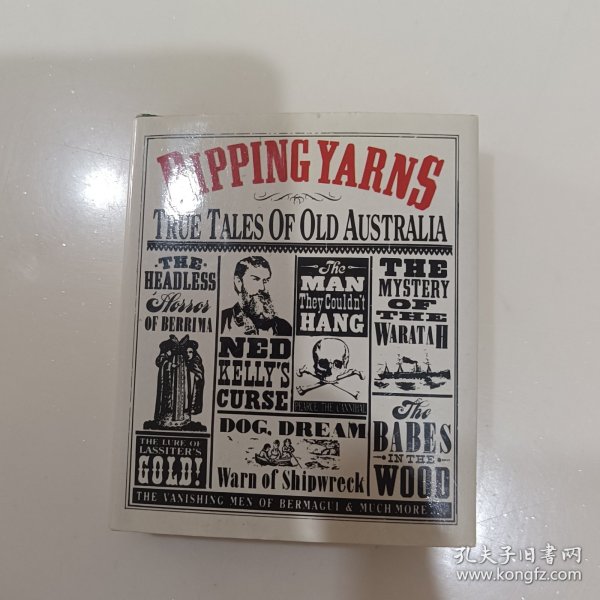 RIPPING YARNS
TRUE TALES OF OLD AUSTRALIA
THE
HEADLESS
Horror
OF BERRIMA
NED
KELLY'S
CURSE
The
MAN
They Couldn't
HANG
PEARCE THE CANNIBAL
THE
MYSTERY
OF
THE
WARATAH
THE LURE OF
LASSITER'S
GOLD!
DOG, DREAM
Warn of Shipwreck
The
BABES
IN THE
WOOD
THE VANISHING MEN OF BERMAGUI & MUCH MORE
孔夫子旧书网
www.kongfz.com